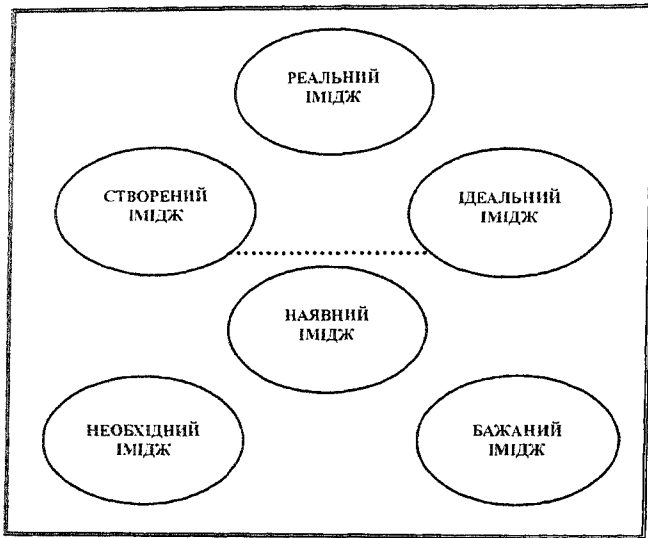 РЕАЛЬНИЙ
ІМІДЖ
СТВОРЕНИЙ
ІМІДЖ
ІДЕАЛЬНИЙ
ІМІДЖ
НАЯВНИЙ
ІМІДЖ
НЕОБХІДНИЙ
ІМІДЖ
БАЖАНИЙ
ІМІДЖ